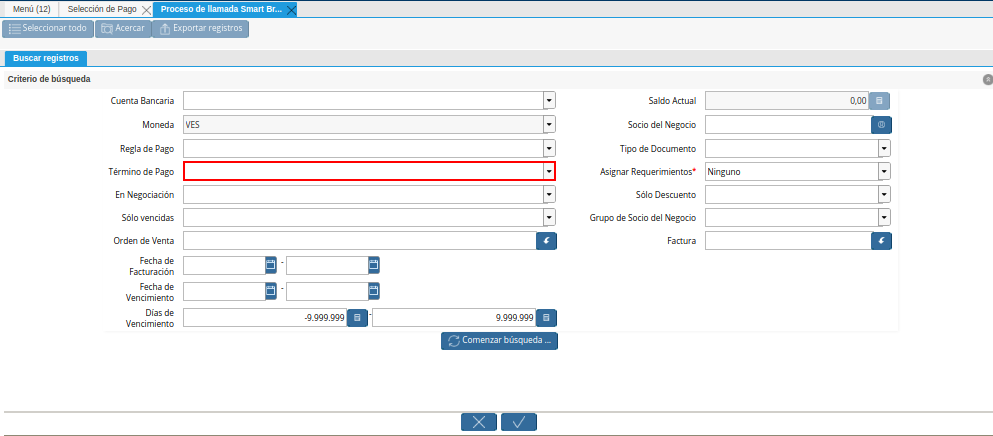 Menú (12) Selección de Pago Proceso de llamada Smart Br...
Seleccionar todo Acercar Exportar registros
Buscar registros
Criterio de búsqueda
Cuenta Bancaria Saldo Actual 0,00
Moneda VES Socio del Negocio
Regla de Pago Tipo de Documento
Término de Pago Asignar Requerimientos* Ninguno
En Negociación Sólo Descuento
Sólo vencidas Grupo de Socio del Negocio
Orden de Venta Factura
Fecha de
Facturación -
Fecha de
Vencimiento -
Días de
Vencimiento -9.999.999 - 9.999.999
Comenzar búsqueda ...